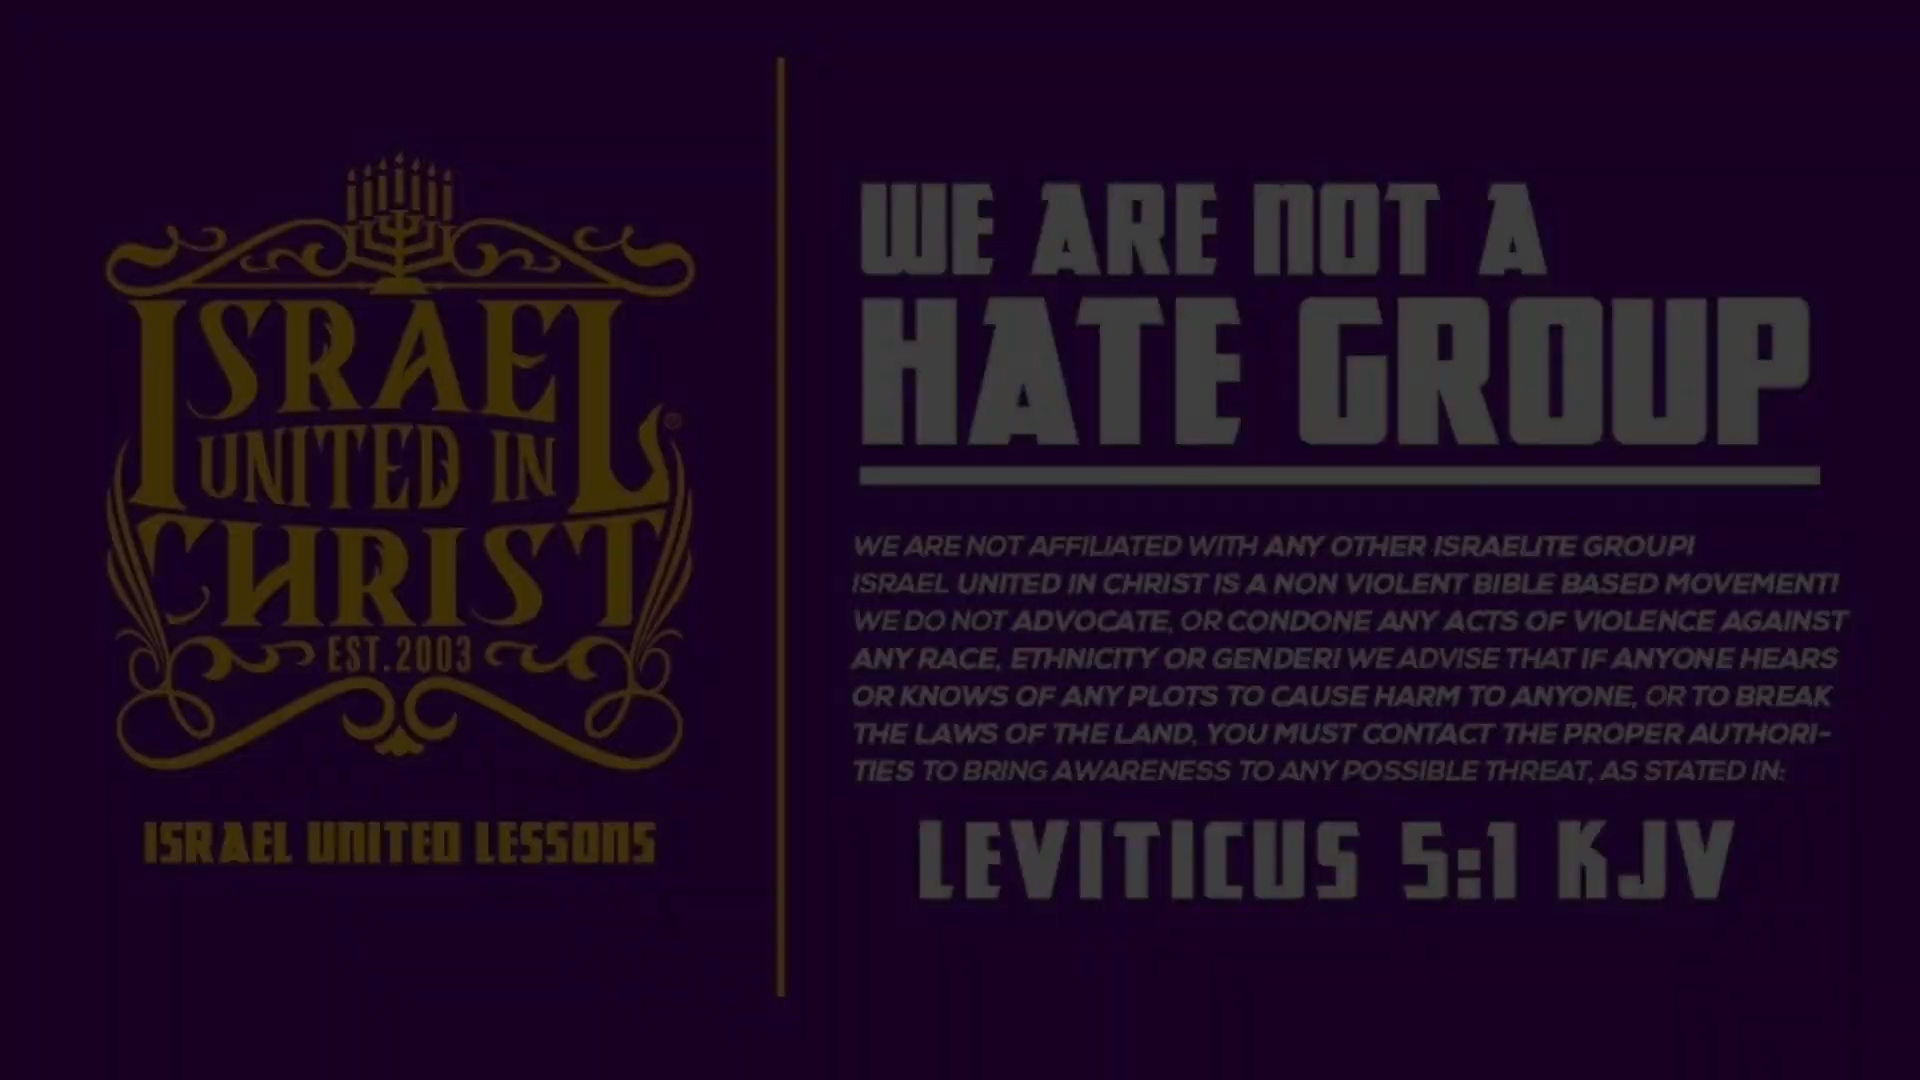 ISRAEL
UNITED IN
CHRIST
®
EST. 2003
ISRAEL UNITED LESSONS
WE ARE NOT A
HATE GROUP
WE ARE NOT AFFILIATED WITH ANY OTHER ISRAELITE GROUP!
ISRAEL UNITED IN CHRIST IS A NON VIOLENT BIBLE BASED MOVEMENT!
WE DO NOT ADVOCATE, OR CONDONE ANY ACTS OF VIOLENCE AGAINST
ANY RACE, ETHNICITY OR GENDER! WE ADVISE THAT IF ANYONE HEARS
OR KNOWS OF ANY PLOTS TO CAUSE HARM TO ANYONE, OR TO BREAK
THE LAWS OF THE LAND, YOU MUST CONTACT THE PROPER AUTHORI-
TIES TO BRING AWARENESS TO ANY POSSIBLE THREAT, AS STATED IN:
LEVITICUS 5:1 KJV